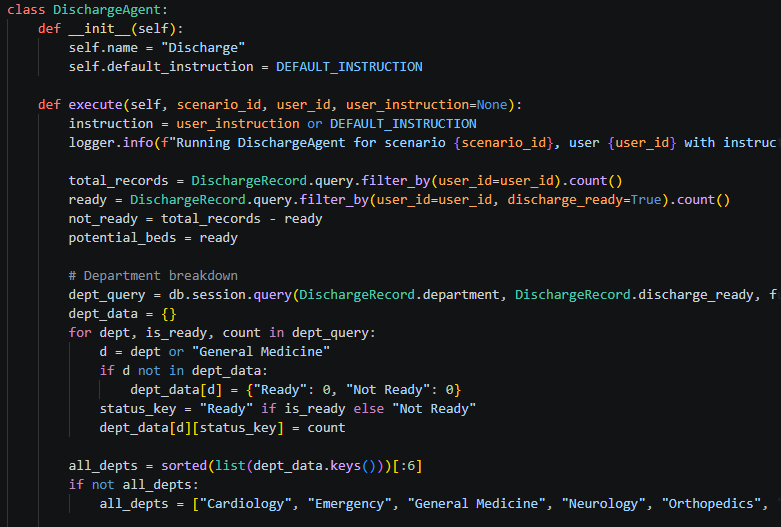 class DischargeAgent:
    def __init__(self):
        self.name = "Discharge"
        self.default_instruction = DEFAULT_INSTRUCTION

    def execute(self, scenario_id, user_id, user_instruction=None):
        instruction = user_instruction or DEFAULT_INSTRUCTION
        logger.info(f"Running DischargeAgent for scenario {scenario_id}, user {user_id} with instruc

        total_records = DischargeRecord.query.filter_by(user_id=user_id).count()
        ready = DischargeRecord.query.filter_by(user_id=user_id, discharge_ready=True).count()
        not_ready = total_records - ready
        potential_beds = ready

        # Department breakdown
        dept_query = db.session.query(DischargeRecord.department, DischargeRecord.discharge_ready, f
        dept_data = {}
        for dept, is_ready, count in dept_query:
            d = dept or "General Medicine"
            if d not in dept_data:
                dept_data[d] = {"Ready": 0, "Not Ready": 0}
            status_key = "Ready" if is_ready else "Not Ready"
            dept_data[d][status_key] = count

        all_depts = sorted(list(dept_data.keys()))[:6]
        if not all_depts:
            all_depts = ["Cardiology", "Emergency", "General Medicine", "Neurology", "Orthopedics", "